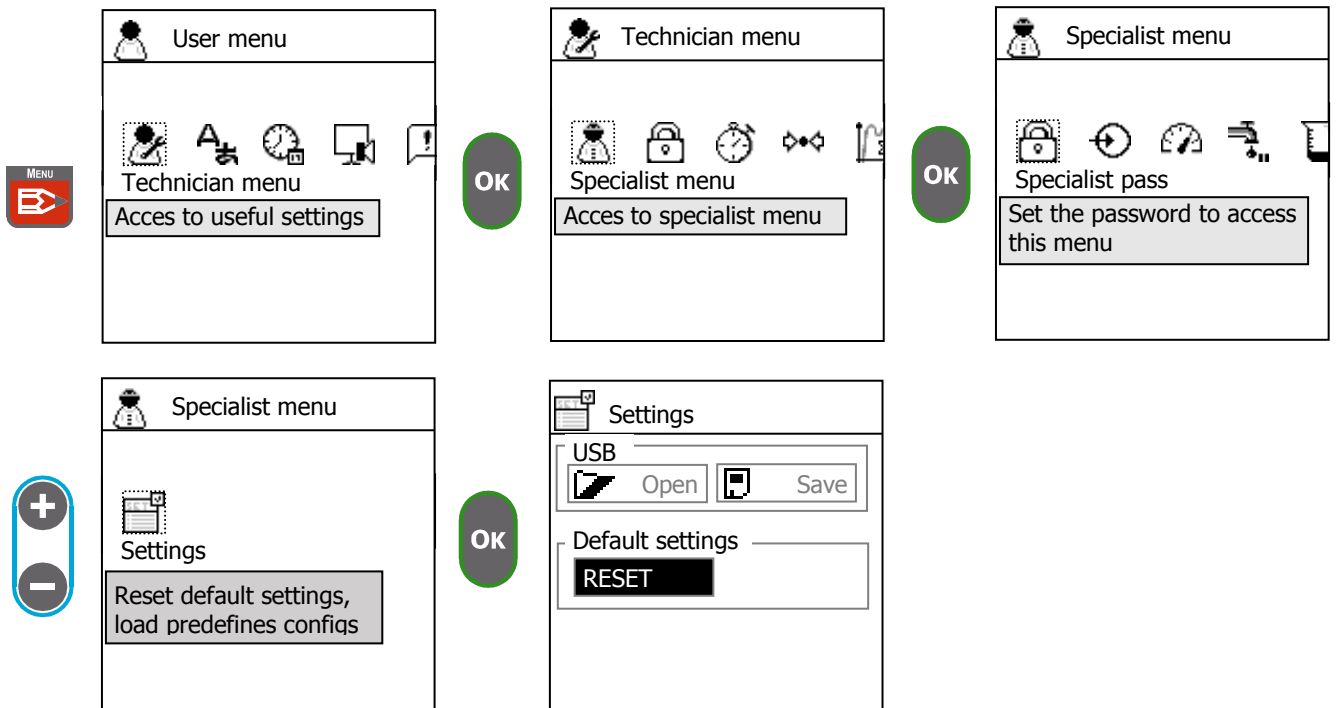 User menu
Technician menu
Acces to useful settings
MENU
OK
Technician menu
Specialist menu
Acces to specialist menu
OK
Specialist menu
Specialist pass
Set the password to access
this menu
Specialist menu
SET
Settings
Reset default settings,
load predefines configs
OK
SET
Settings
USB
Open
Save
Default settings
RESET